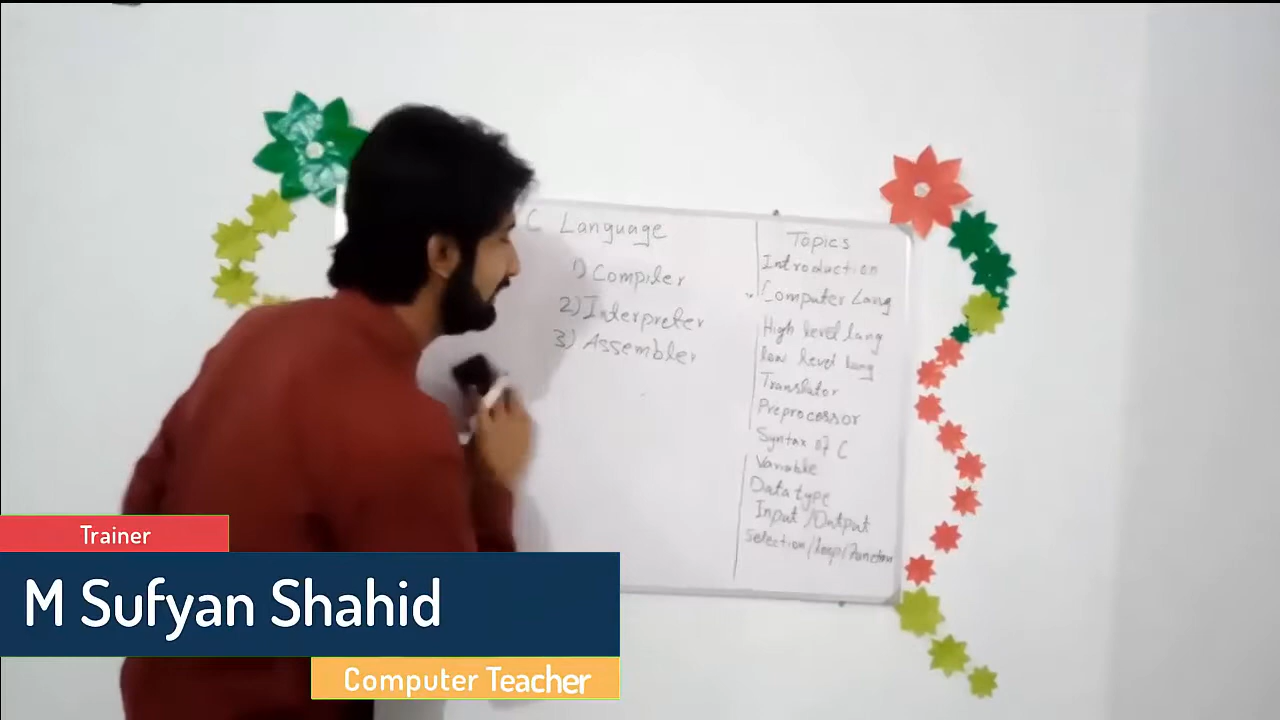 C Language
1) Compiler
2) Interpreter
3) Assembler
Topics
Introduction
Computer Lang
High level lang
low level lang
Translator
Preprocessor
Syntax of C
Variable
Data type
Input / Output
Selection/loop/Function
Trainer
M Sufyan Shahid
Computer Teacher